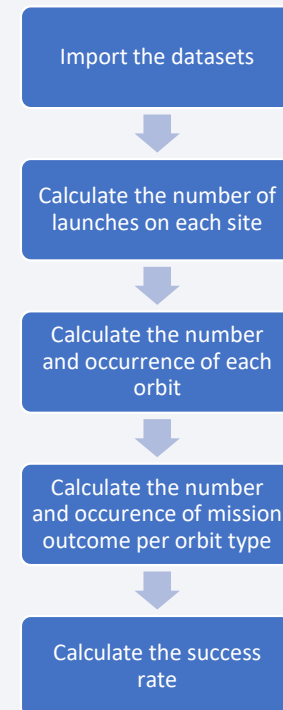 Import the datasets
Calculate the number of
launches on each site
Calculate the number
and occurrence of each
orbit
Calculate the number
and occurence of mission
outcome per orbit type
Calculate the success
rate